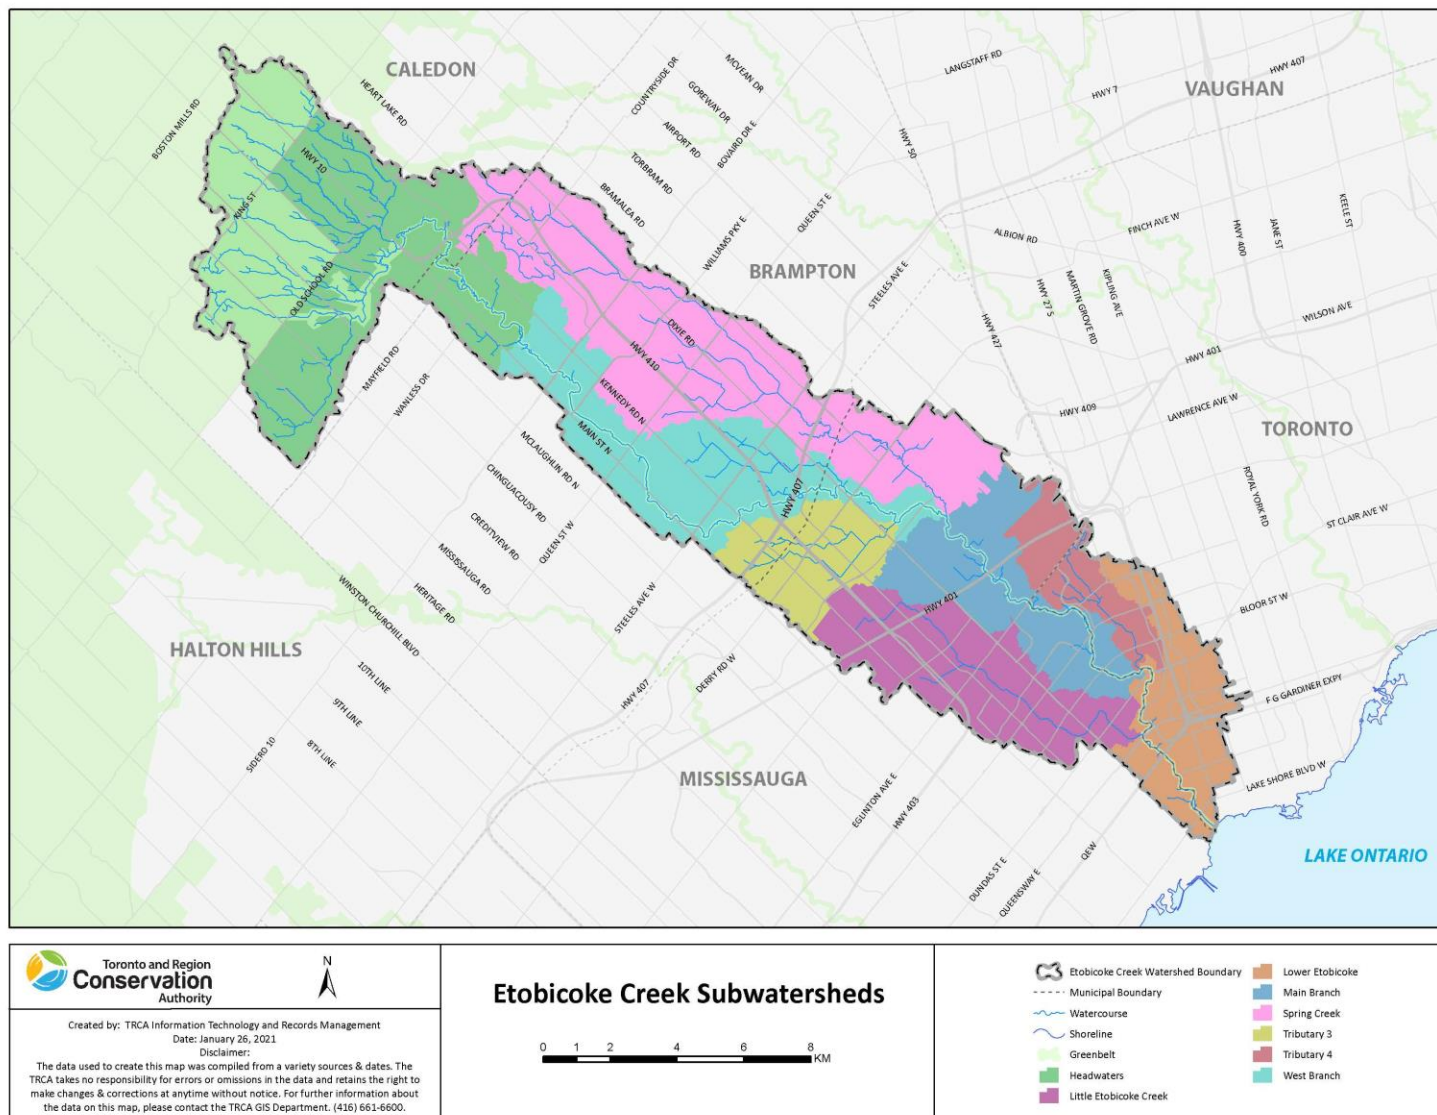 CALEDON
VAUGHAN
BRAMPTON
TORONTO
HALTON HILLS
MISSISSAUGA
LAKE ONTARIO
BOSTON MILLS RD
HEART LAKE RD
HWY 10
KING ST
OLD SCHOOL RD
MAYFIELD RD
WANLESS DR
COUNTRYSIDE DR
MCVEAN DR
GOREWAY DR
AIRPORT RD
BOVAIRD DR E
TORBRAM RD
BRAMALEA RD
WILLIAMS PKY E
QUEEN ST E
LANGSTAFF RD
HWY 7
HWY 407
HWY 50
ALBION RD
FINCH AVE W
HWY 400
JANE ST
KEELE ST
STEELES AVE E
HWY 427
HWY 27 S
MARTIN GROVE RD
KIPLING AVE
WILSON AVE
HWY 401
HWY 409
LAWRENCE AVE W
ROYAL YORK RD
ST CLAIR AVE W
BLOOR ST W
F G GARDINER EXPY
LAKE SHORE BLVD W
DIXIE RD
HWY 410
KENNEDY RD N
MAIN ST N
HWY 407
HWY 401
MCLAUGHLIN RD N
CHINGUACOUSY RD
CREDITVIEW RD
QUEEN ST W
MISSISSAUGA RD
HERITAGE RD
WINSTON CHURCHILL BLVD
STEELES AVE W
10TH LINE
9TH LINE
8TH LINE
SIDERD 10
HWY 407
DERRY RD W
EGLINTON AVE E
HWY 403
DUNDAS ST E
QUEENSWAY E
QEW
Toronto and Region
Conservation
Authority
N
Created by: TRCA Information Technology and Records Management
Date: January 26, 2021
Disclaimer:
The data used to create this map was compiled from a variety sources & dates. The
TRCA takes no responsibility for errors or omissions in the data and retains the right to
make changes & corrections at anytime without notice. For further information about
the data on this map, please contact the TRCA GIS Department. (416) 661-6600.
Etobicoke Creek Subwatersheds
0 1 2 4 6 8
KM
Etobicoke Creek Watershed Boundary
Municipal Boundary
Watercourse
Shoreline
Greenbelt
Headwaters
Little Etobicoke Creek
Lower Etobicoke
Main Branch
Spring Creek
Tributary 3
Tributary 4
West Branch